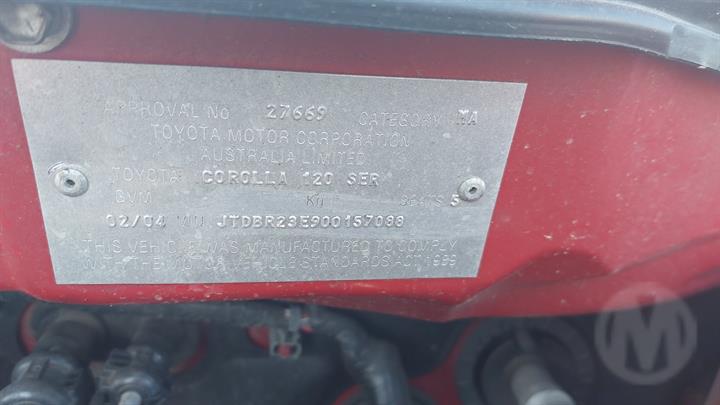 APPROVAL No 27669 CATEGORY MA
TOYOTA MOTOR CORPORATION
AUSTRALIA LIMITED
TOYOTA COROLLA 120 SER
GVM KG SEATS 5
02/04 VIN JTDBR23E900157088
THIS VEHICLE WAS MANUFACTURED TO COMPLY
WITH THE MOTOR VEHICLE STANDARDS ACT 1989
M